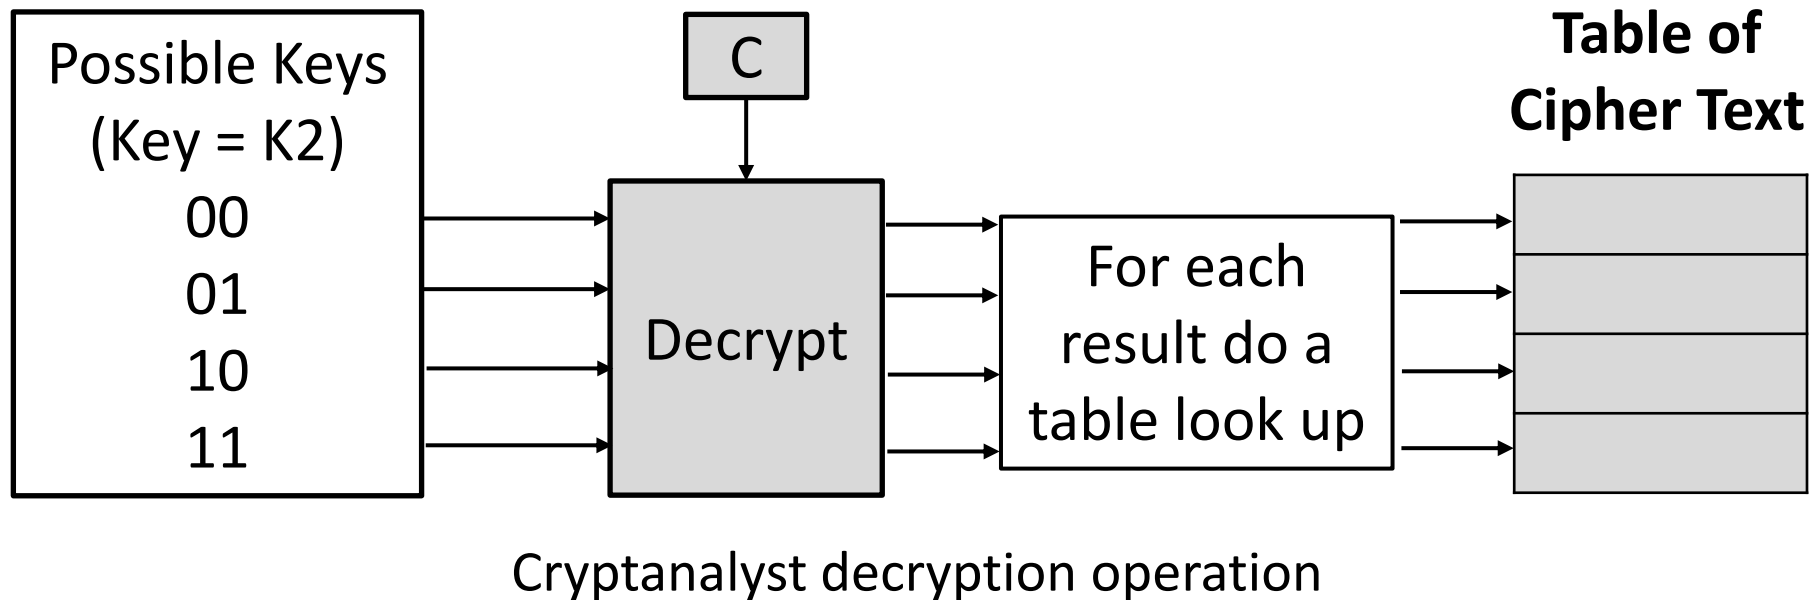 Possible Keys
(Key = K2)
00
01
10
11
C
Decrypt
For each
result do a
table look up
Table of
Cipher Text
Cryptanalyst decryption operation